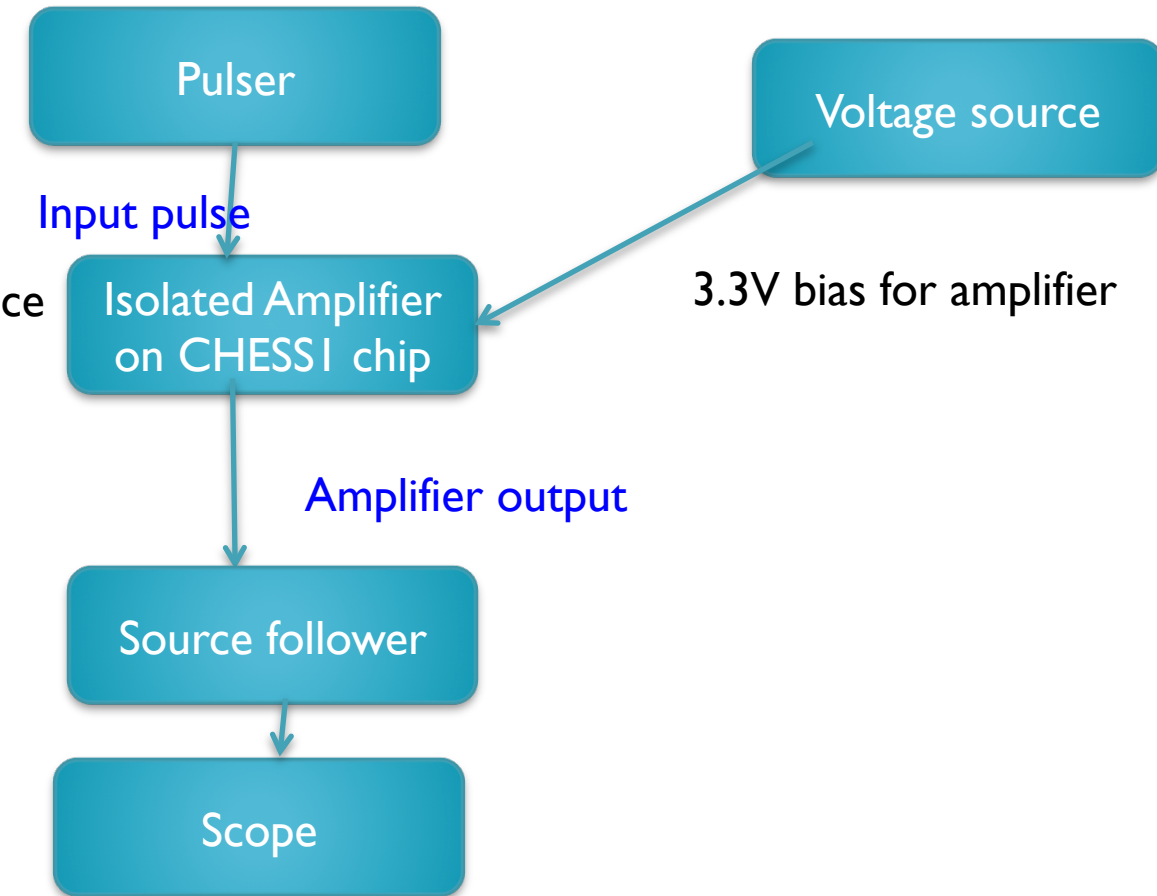 Pulser
Voltage source
Input pulse
ce
Isolated Amplifier
on CHESS1 chip
3.3V bias for amplifier
Amplifier output
Source follower
Scope